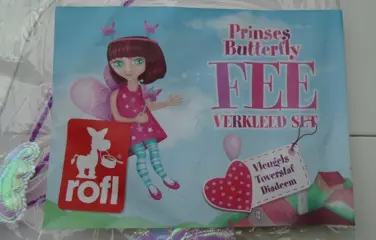 Prinses
Butterfly
FEE
VERKLEED SET
Vleugels
Toverstaf
Diadeem
rofl